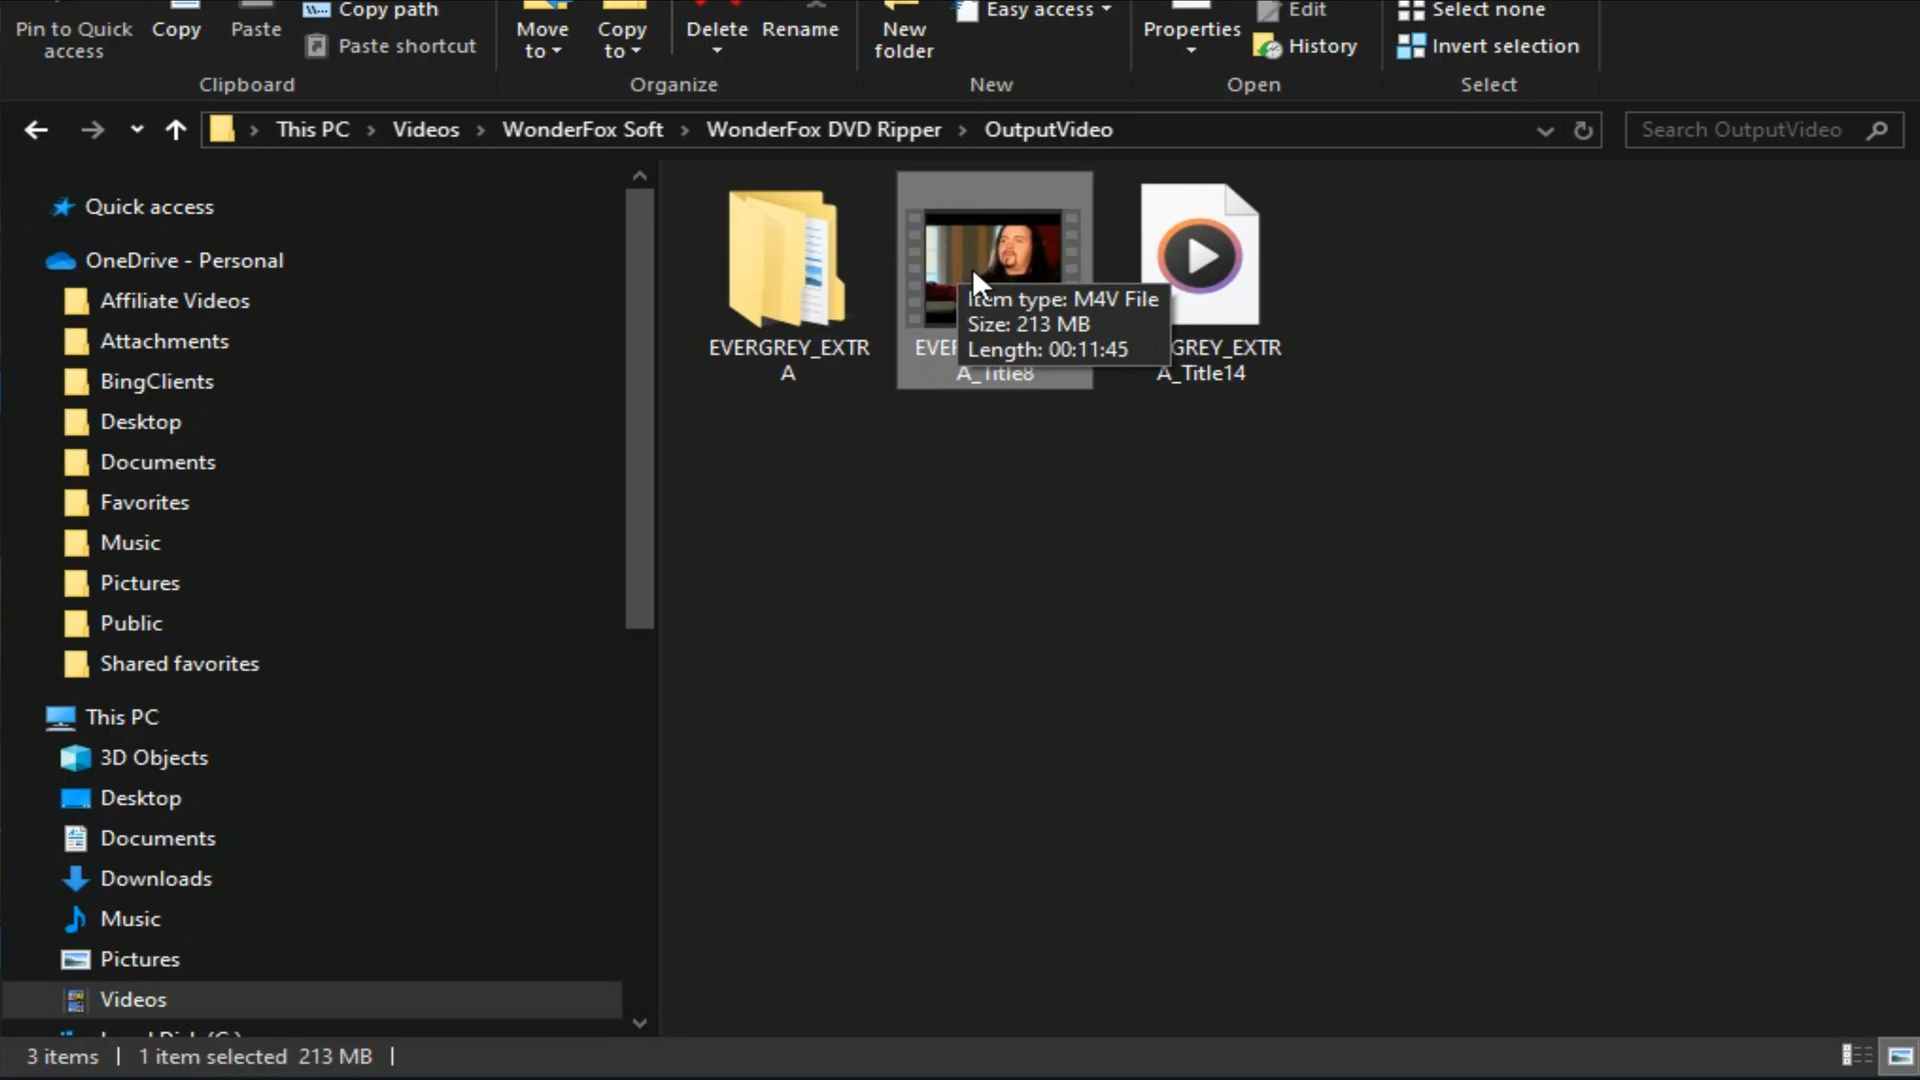 Pin to Quick access
Copy
Paste
Copy path
Paste shortcut
Move to
Copy to
Delete
Rename
New folder
Easy access
Properties
Edit
History
Select none
Invert selection
Clipboard
Organize
New
Open
Select
This PC
Videos
WonderFox Soft
WonderFox DVD Ripper
OutputVideo
Search OutputVideo
Quick access
OneDrive - Personal
Affiliate Videos
Attachments
BingClients
Desktop
Documents
Favorites
Music
Pictures
Public
Shared favorites
This PC
3D Objects
Desktop
Documents
Downloads
Music
Pictures
Videos
EVERGREY_EXTR
A
EVER
A_Title8
GREY_EXTR
A_Title14
Item type: M4V File
Size: 213 MB
Length: 00:11:45
3 items
1 item selected 213 MB